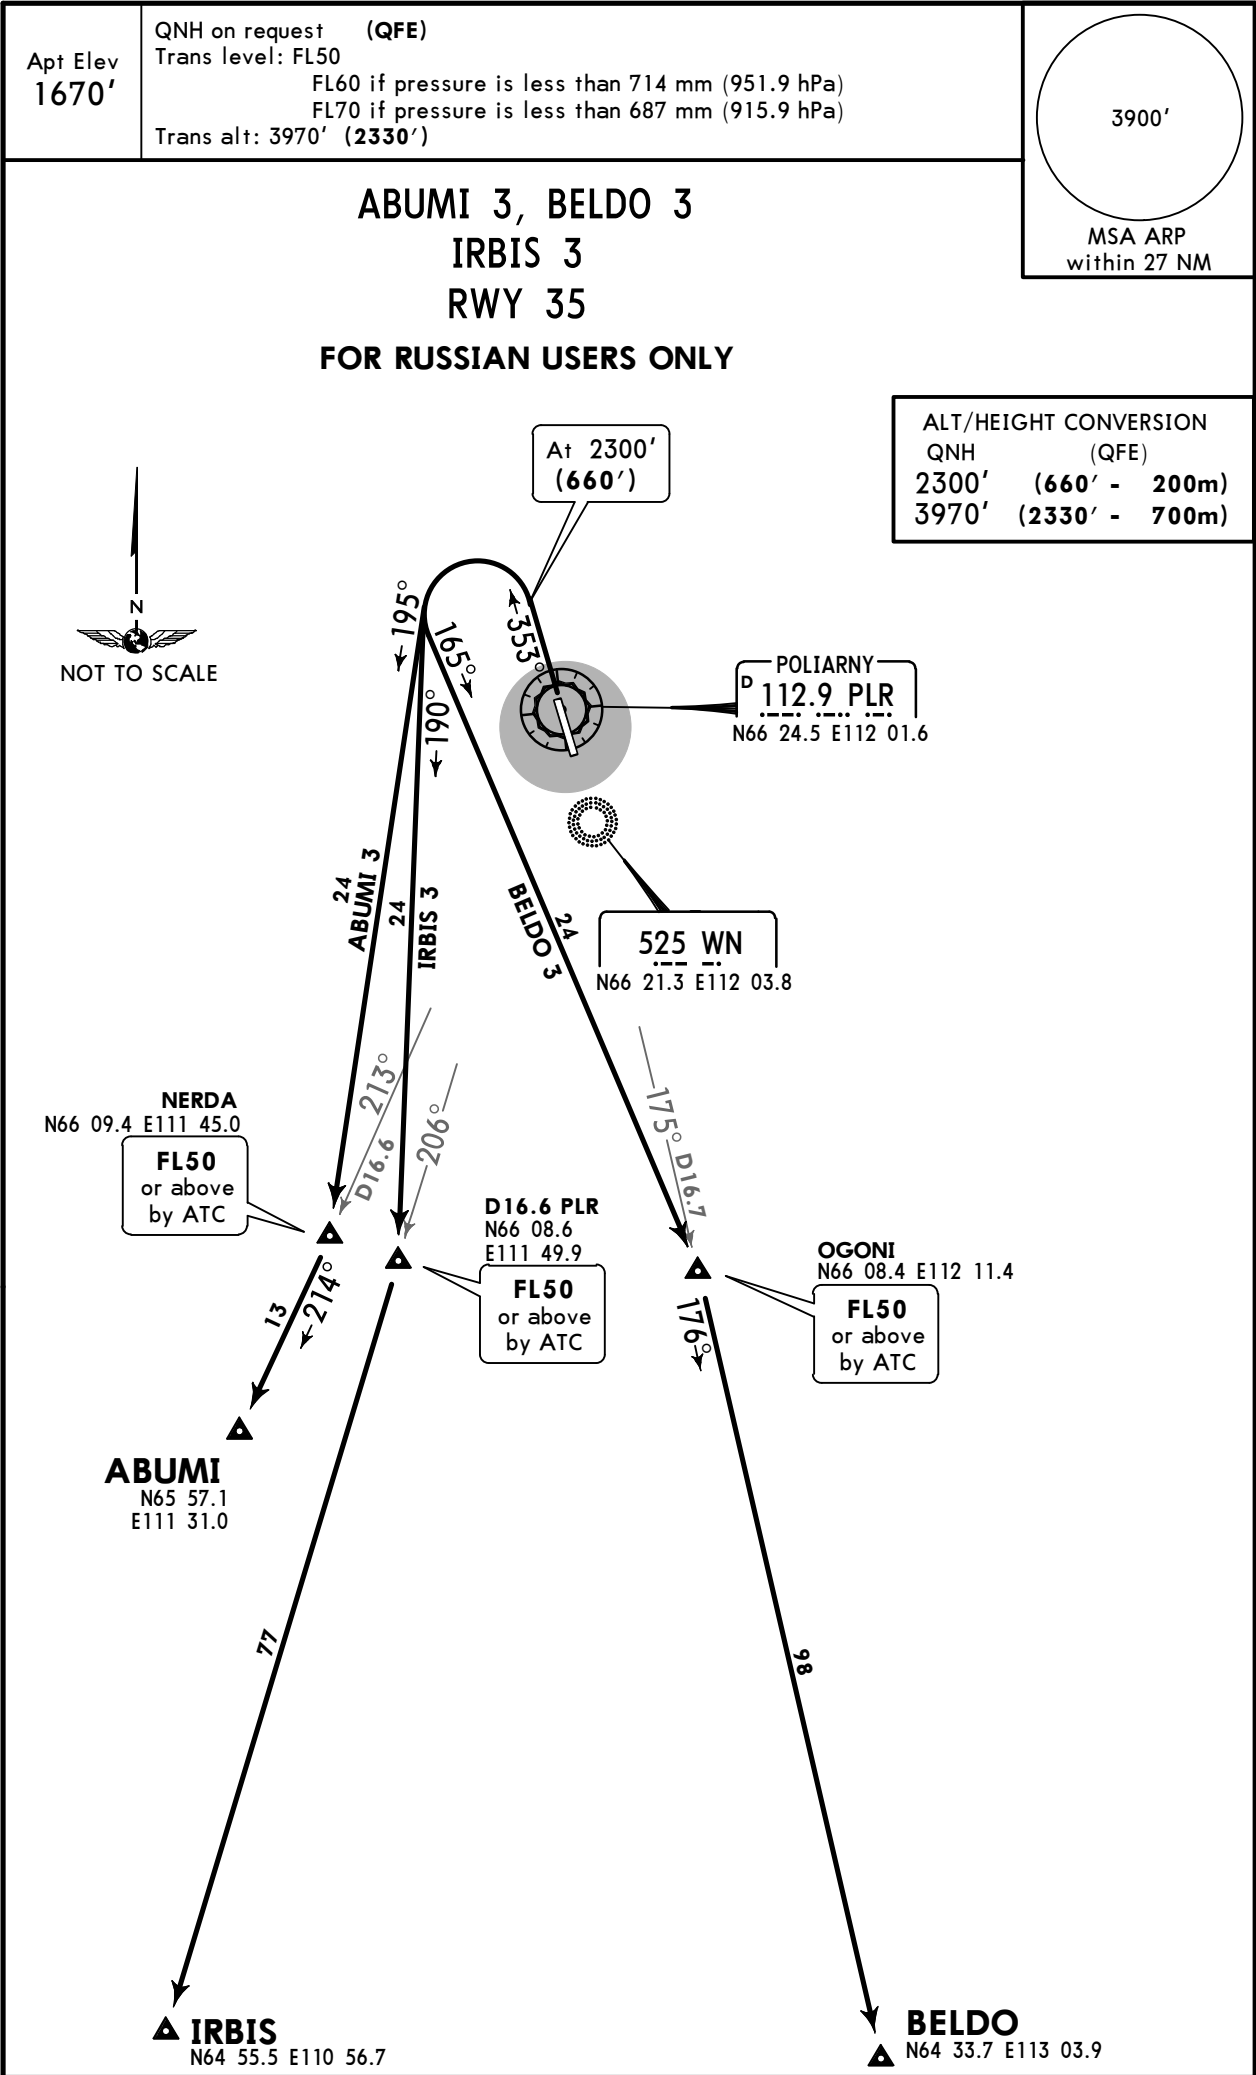 Apt Elev
1670'
QNH on request (QFE)
Trans level: FL50
FL60 if pressure is less than 714 mm (951.9 hPa)
FL70 if pressure is less than 687 mm (915.9 hPa)
Trans alt: 3970' (2330')
3900'
MSA ARP
within 27 NM
ABUMI 3, BELDO 3
IRBIS 3
RWY 35
FOR RUSSIAN USERS ONLY
ALT/HEIGHT CONVERSION
QNH (QFE)
2300' (660' - 200m)
3970' (2330' - 700m)
At 2300'
(660')
N
NOT TO SCALE
195°
165°
353°
190°
POLIARNY
D 112.9 PLR
N66 24.5 E112 01.6
24
ABUMI 3
24
IRBIS 3
24
BELDO 3
525 WN
N66 21.3 E112 03.8
213°
D16.6
206°
175° D16.7
NERDA
N66 09.4 E111 45.0
FL50
or above
by ATC
D16.6 PLR
N66 08.6
E111 49.9
FL50
or above
by ATC
OGONI
N66 08.4 E112 11.4
FL50
or above
by ATC
13
214°
176°
ABUMI
N65 57.1
E111 31.0
77
98
IRBIS
N64 55.5 E110 56.7
BELDO
N64 33.7 E113 03.9